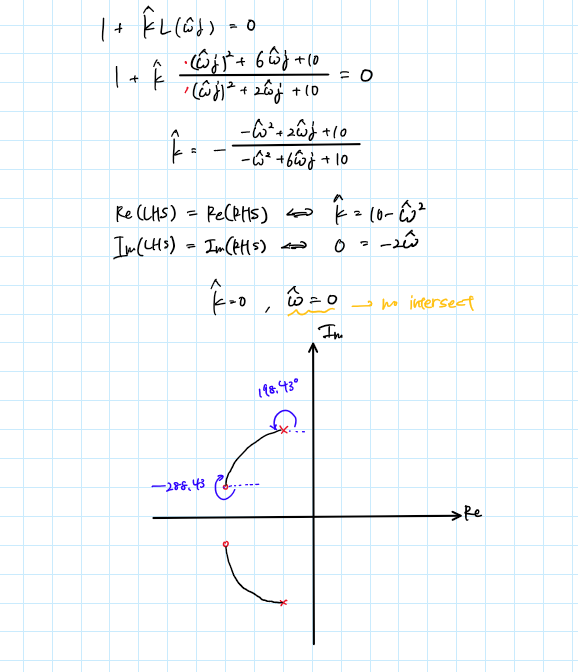 1 + k̂ L(ω̂j) = 0
1 + k̂ ((ω̂j)² + 6ω̂j + 10) / ((ω̂j)² + 2ω̂j + 10) = 0
k̂ = - (-ω̂² + 2ω̂j + 10) / (-ω̂² + 6ω̂j + 10)
Re(LHS) = Re(RHS) ⇔ k̂ = 10 - ω̂²
Im(LHS) = Im(RHS) ⇔ 0 = -2ω̂
k̂ = 0 , ω̂ = 0 → no intersect
Im
198.43°
-288.43
Re